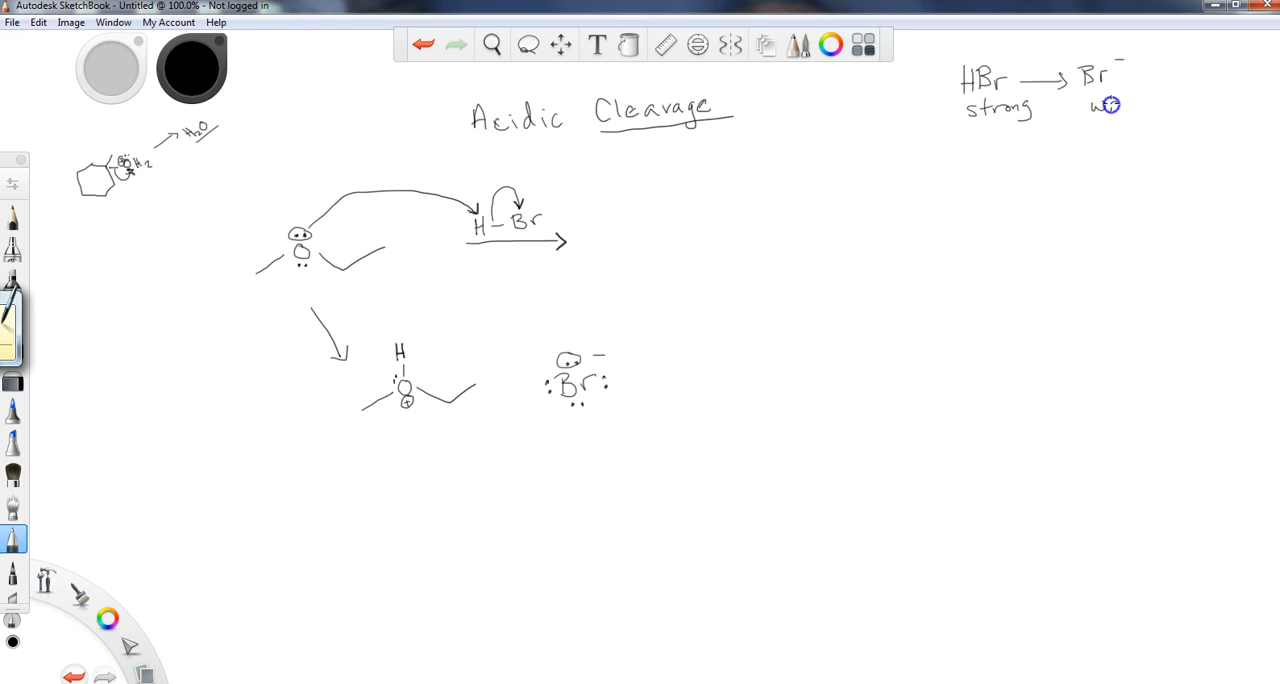 Autodesk SketchBook - Untitled @ 100.0% - Not logged in
File Edit Image Window My Account Help
HBr Br⁻
strong
Acidic Cleavage
H₂O
⊕ O H₂
H - Br
O
H
O
⊕
Br⁻